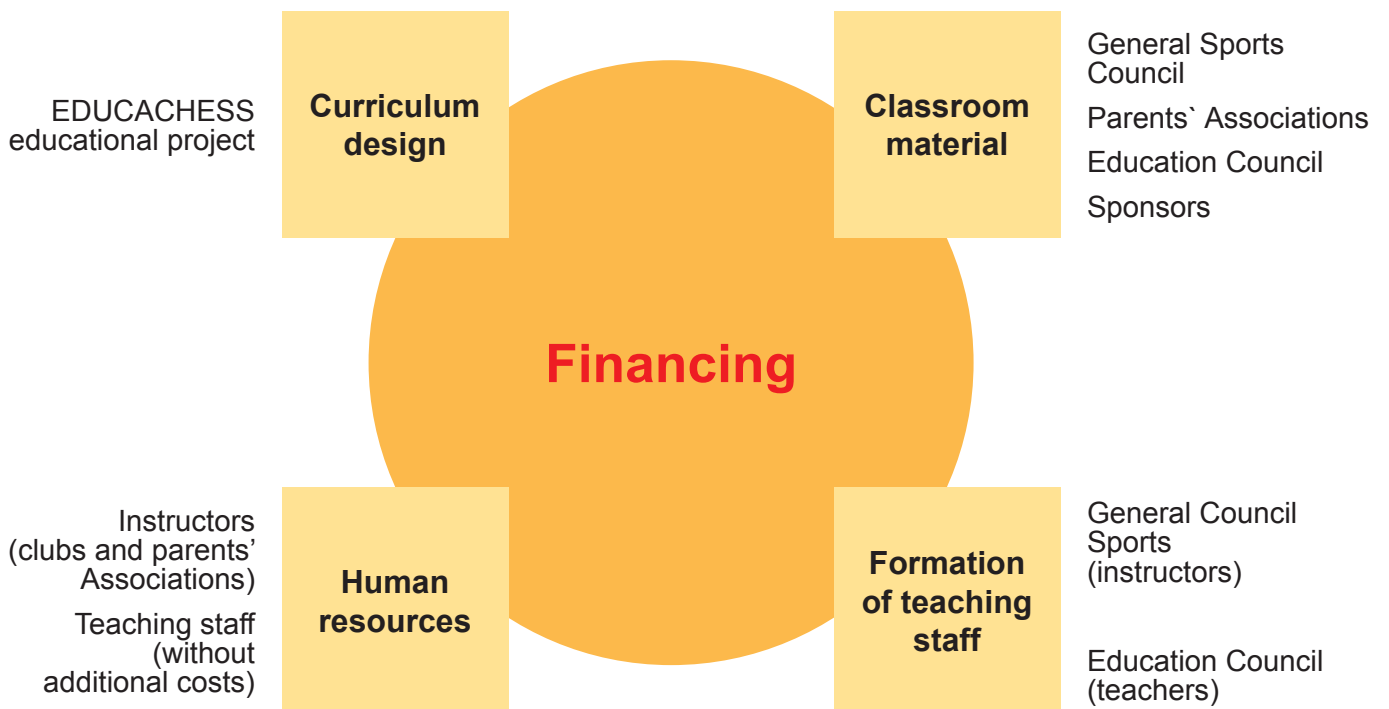 EDUCACHESS
educational project
Curriculum
design
Classroom
material
General Sports
Council
Parents` Associations
Education Council
Sponsors
Financing
Instructors
(clubs and parents’
Associations)
Teaching staff
(without
additional costs)
Human
resources
Formation
of teaching
staff
General Council
Sports
(instructors)
Education Council
(teachers)